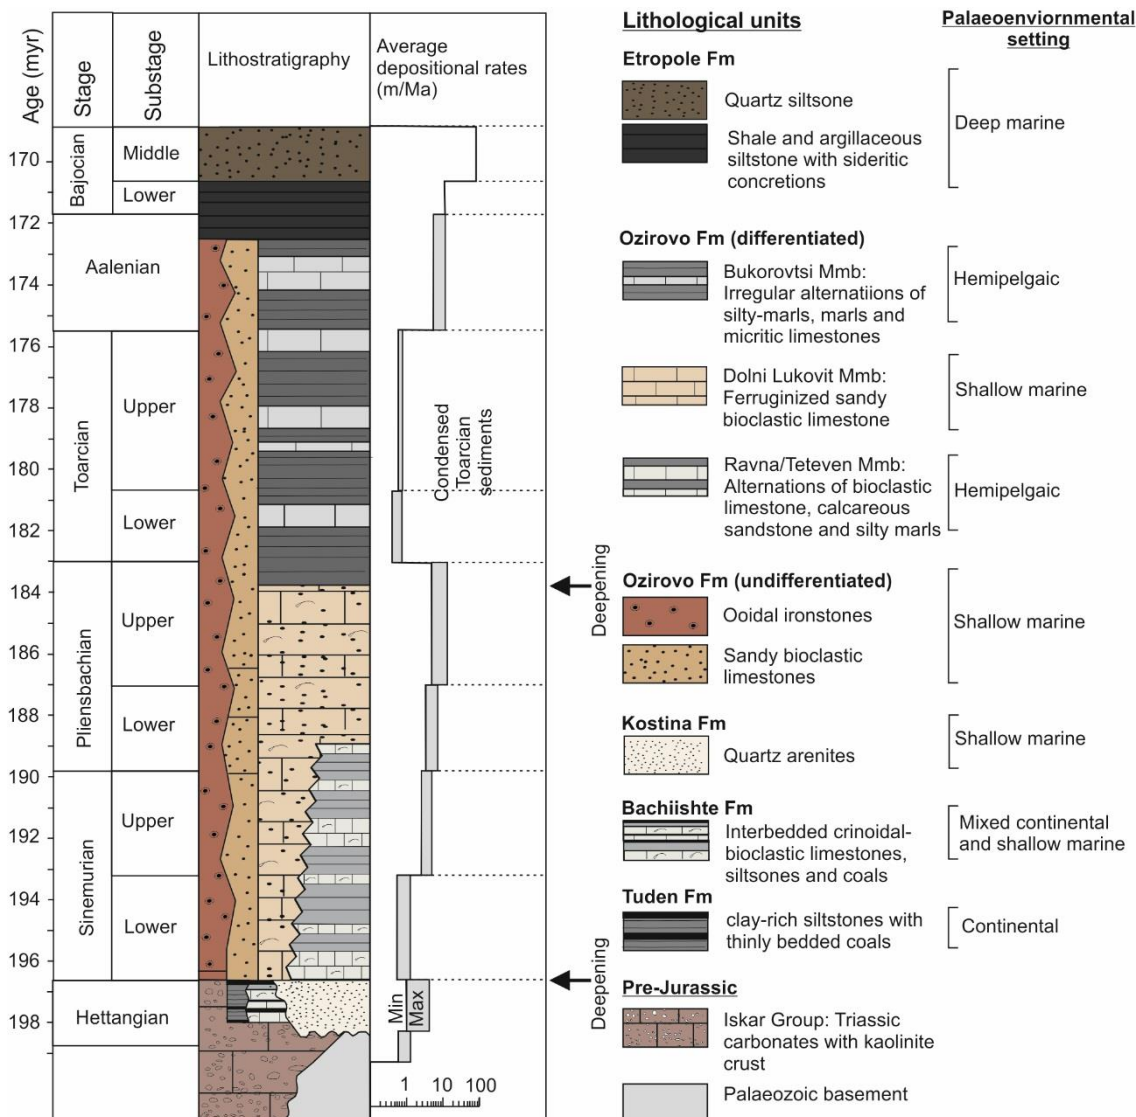 Age (myr)
Stage
Substage
Lithostratigraphy
Average
depositional rates
(m/Ma)
170
172
174
176
178
180
182
184
186
188
190
192
194
196
198
Bajocian
Middle
Lower
Aalenian
Toarcian
Upper
Lower
Pliensbachian
Upper
Lower
Sinemurian
Upper
Lower
Hettangian
Condensed
Toarcian
sediments
Min
Max
1
10
100
Deepening
Deepening
Lithological units
Palaeoenviornmental
setting
Etropole Fm
Quartz siltsone
Shale and argillaceous
siltstone with sideritic
concretions
Deep marine
Ozirovo Fm (differentiated)
Bukorovtsi Mmb:
Irregular alternatiions of
silty-marls, marls and
micritic limestones
Hemipelgaic
Dolni Lukovit Mmb:
Ferruginized sandy
bioclastic limestone
Shallow marine
Ravna/Teteven Mmb:
Alternations of bioclastic
limestone, calcareous
sandstone and silty marls
Hemipelgaic
Ozirovo Fm (undifferentiated)
Ooidal ironstones
Sandy bioclastic
limestones
Shallow marine
Kostina Fm
Quartz arenites
Shallow marine
Bachiishte Fm
Interbedded crinoidal-
bioclastic limestones,
siltsones and coals
Mixed continental
and shallow marine
Tuden Fm
clay-rich siltstones with
thinly bedded coals
Continental
Pre-Jurassic
Iskar Group: Triassic
carbonates with kaolinite
crust
Palaeozoic basement